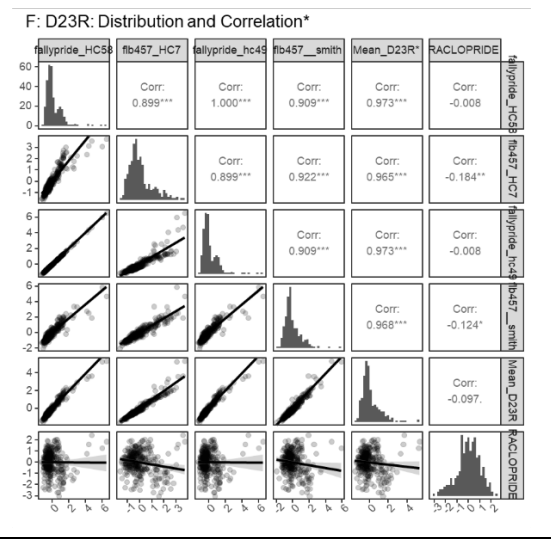 F: D23R: Distribution and Correlation*
fallypride_HC58 flb457_HC7 fallypride_hc49 flb457__smith Mean_D23R* RACLOPRIDE
60
40
20
0
Corr:
0.899***
Corr:
1.000***
Corr:
0.909***
Corr:
0.973***
Corr:
-0.008
fallypride_HC58
3
2
1
0
-1
Corr:
0.899***
Corr:
0.922***
Corr:
0.965***
Corr:
-0.184**
flb457_HC7
6
4
2
0
Corr:
0.909***
Corr:
0.973***
Corr:
-0.008
fallypride_hc49
6
4
2
0
-2
Corr:
0.968***
Corr:
-0.124*
flb457__smith
4
2
0
Corr:
-0.097.
Mean_D23R
2
1
0
-1
-2
-3
RACLOPRIDE
0 2 4 6
-1 0 1 2 3
0 2 4 6
-2 0 2 4 6
0 2 4
-3 -2 -1 0 1 2